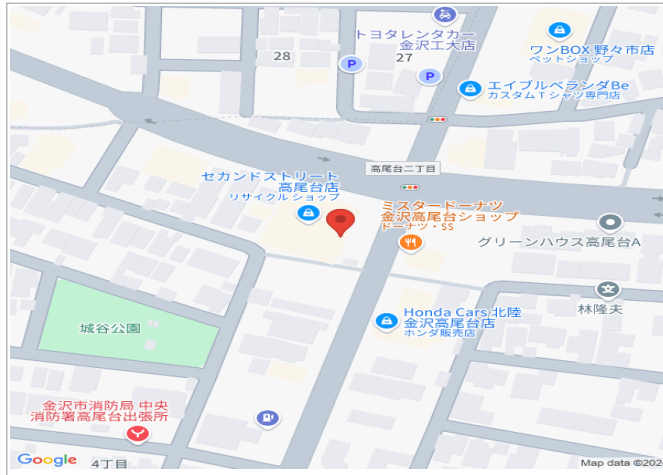 トヨタレンタカー
金沢工大店
28
27
P
P
ワンBOX 野々市店
ペットショップ
エイブルベランダBe
カスタムTシャツ専門店
高尾台二丁目
セカンドストリート
高尾台店
リサイクル ショップ
ミスタードーナツ
金沢高尾台ショップ
ドーナツ・$$
グリーンハウス高尾台A
林隆夫
Honda Cars 北陸
金沢高尾台店
ホンダ販売店
城谷公園
金沢市消防局 中央
消防署高尾台出張所
Google
4丁目
Map data ©2024